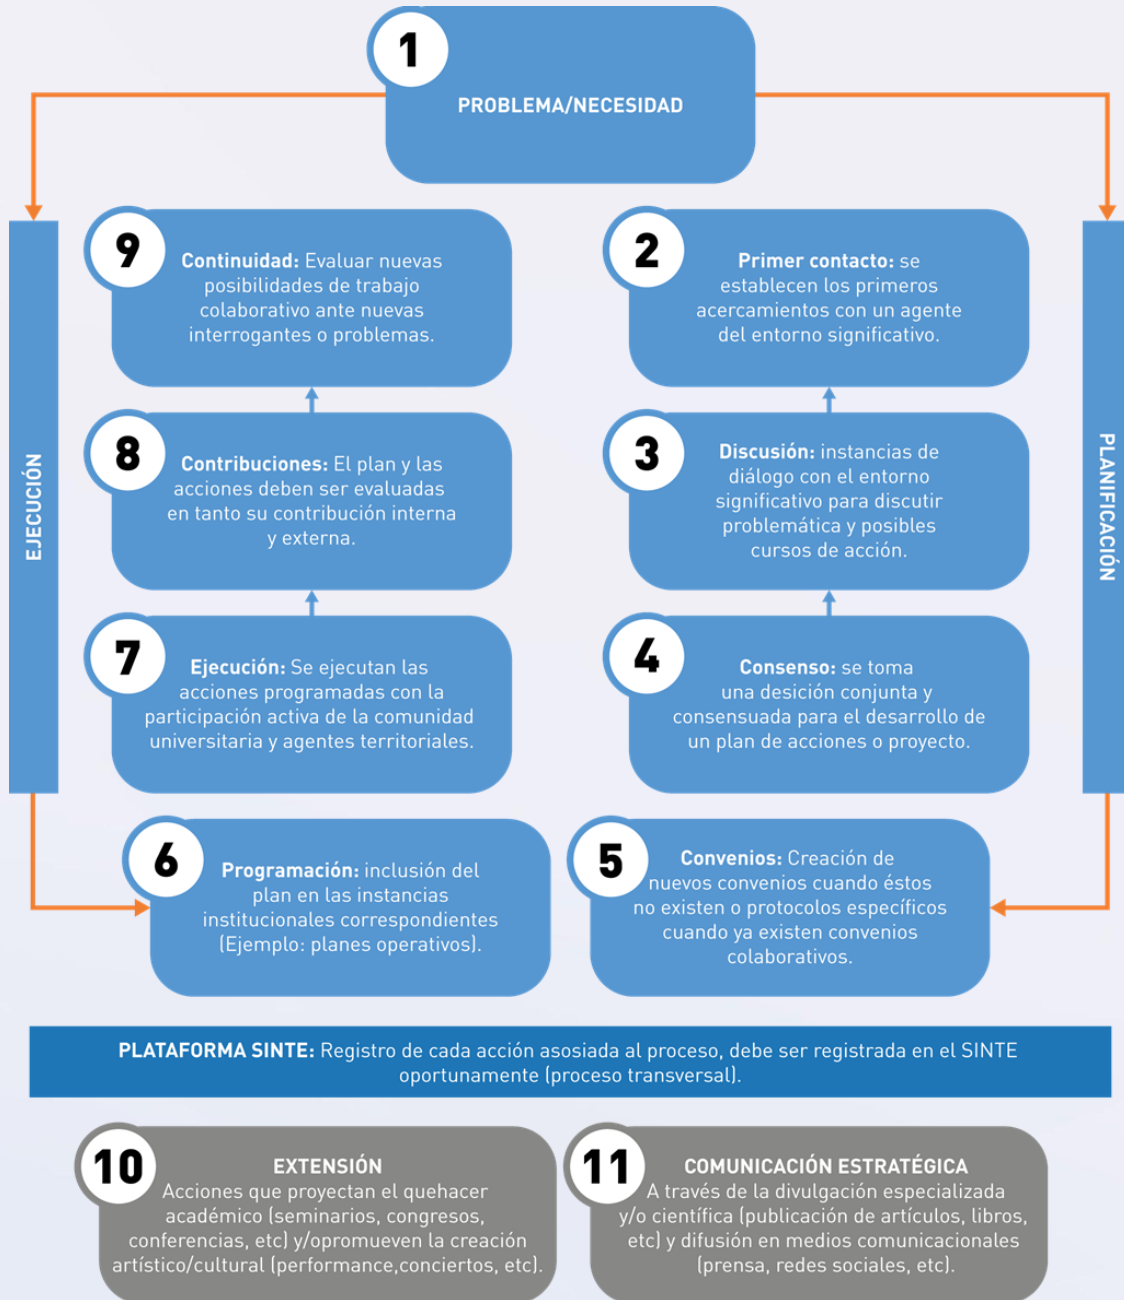 1
PROBLEMA/NECESIDAD
EJECUCIÓN
PLANIFICACIÓN
2
Primer contacto: se
establecen los primeros
acercamientos con un agente
del entorno significativo.
3
Discusión: instancias de
diálogo con el entorno
significativo para discutir
problemática y posibles
cursos de acción.
4
Consenso: se toma
una desición conjunta y
consensuada para el desarrollo de
un plan de acciones o proyecto.
5
Convenios: Creación de
nuevos convenios cuando éstos
no existen o protocolos específicos
cuando ya existen convenios
colaborativos.
6
Programación: inclusión del
plan en las instancias
institucionales correspondientes
(Ejemplo: planes operativos).
7
Ejecución: Se ejecutan las
acciones programadas con la
participación activa de la comunidad
universitaria y agentes territoriales.
8
Contribuciones: El plan y las
acciones deben ser evaluadas
en tanto su contribución interna
y externa.
9
Continuidad: Evaluar nuevas
posibilidades de trabajo
colaborativo ante nuevas
interrogantes o problemas.
PLATAFORMA SINTE: Registro de cada acción asosiada al proceso, debe ser registrada en el SINTE
oportunamente (proceso transversal).
10
EXTENSIÓN
Acciones que proyectan el quehacer
académico (seminarios, congresos,
conferencias, etc) y/opromueven la creación
artístico/cultural (performance,conciertos, etc).
11
COMUNICACIÓN ESTRATÉGICA
A través de la divulgación especializada
y/o científica (publicación de artículos, libros,
etc) y difusión en medios comunicacionales
(prensa, redes sociales, etc).